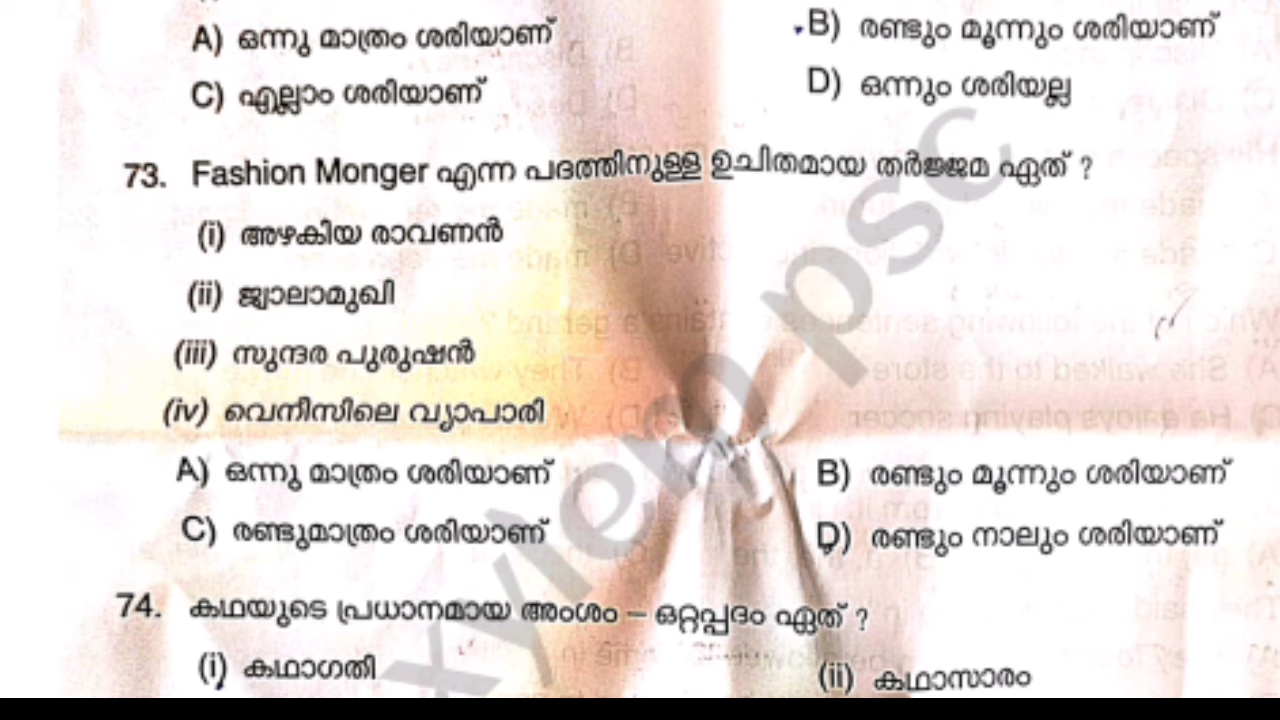 A) ഒന്നു മാത്രം ശരിയാണ് B) രണ്ടും മൂന്നും ശരിയാണ്
C) എല്ലാം ശരിയാണ് D) ഒന്നും ശരിയല്ല
73. Fashion Monger എന്ന പദത്തിനുള്ള ഉചിതമായ തർജ്ജമ ഏത് ?
(i) അഴകിയ രാവണൻ
(ii) ജ്വാലാമുഖി
(iii) സുന്ദര പുരുഷൻ
(iv) വെനീസിലെ വ്യാപാരി
A) ഒന്നു മാത്രം ശരിയാണ് B) രണ്ടും മൂന്നും ശരിയാണ്
C) രണ്ടുമാത്രം ശരിയാണ് D) രണ്ടും നാലും ശരിയാണ്
74. കഥയുടെ പ്രധാനമായ അംശം – ഒറ്റപ്പദം ഏത് ?
(i) കഥാഗതി (ii) കഥാസാരം
xylem psc